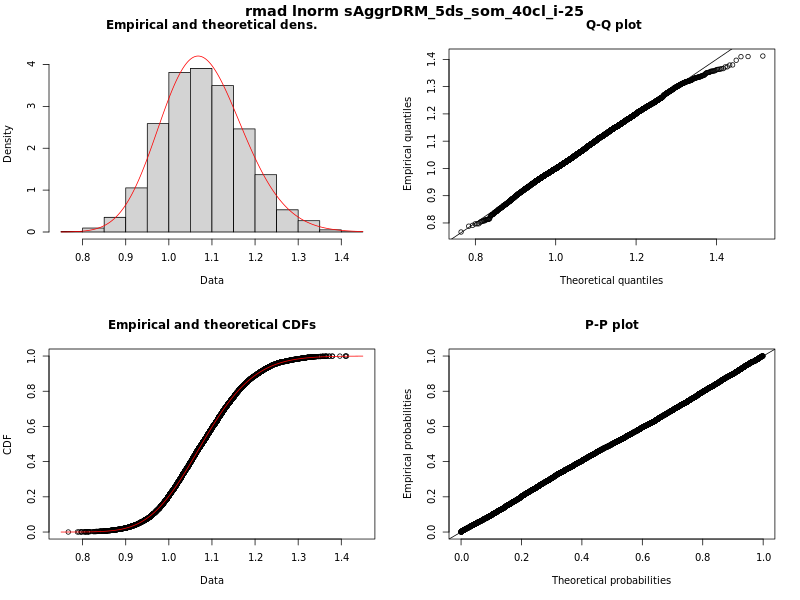 rmad lnorm sAggrDRM_5ds_som_40cl_i-25
Empirical and theoretical dens.
Density
0 1 2 3 4
0.8 0.9 1.0 1.1 1.2 1.3 1.4
Data
Q-Q plot
Empirical quantiles
0.8 0.9 1.0 1.1 1.2 1.3 1.4
0.8 1.0 1.2 1.4
Theoretical quantiles
Empirical and theoretical CDFs
CDF
0.0 0.2 0.4 0.6 0.8 1.0
0.8 0.9 1.0 1.1 1.2 1.3 1.4
Data
P-P plot
Empirical probabilities
0.0 0.2 0.4 0.6 0.8 1.0
0.0 0.2 0.4 0.6 0.8 1.0
Theoretical probabilities